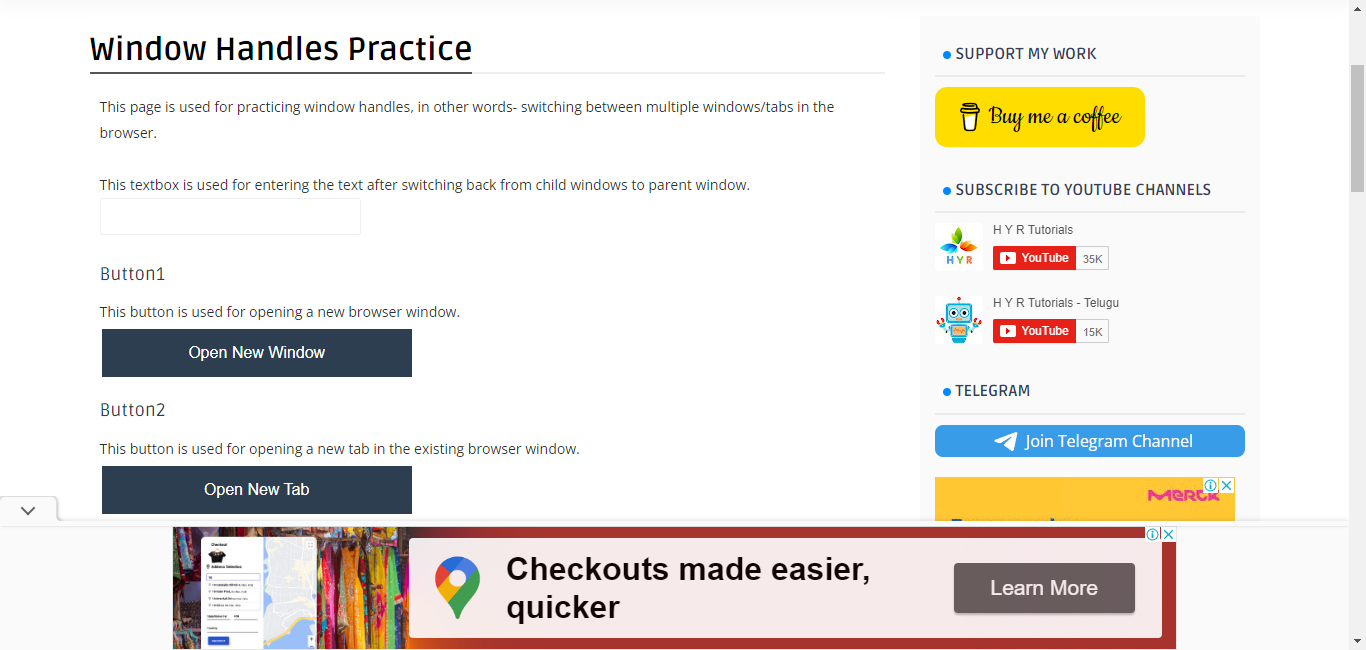 Window Handles Practice
This page is used for practicing window handles, in other words- switching between multiple windows/tabs in the
browser.
This textbox is used for entering the text after switching back from child windows to parent window.
Button1
This button is used for opening a new browser window.
Open New Window
Button2
This button is used for opening a new tab in the existing browser window.
Open New Tab
SUPPORT MY WORK
Buy me a coffee
SUBSCRIBE TO YOUTUBE CHANNELS
HYR
H Y R Tutorials
YouTube 35K
H Y R Tutorials - Telugu
YouTube 15K
TELEGRAM
Join Telegram Channel
Merck
Checkout
Address Selection
Checkouts made easier,
quicker
Learn More